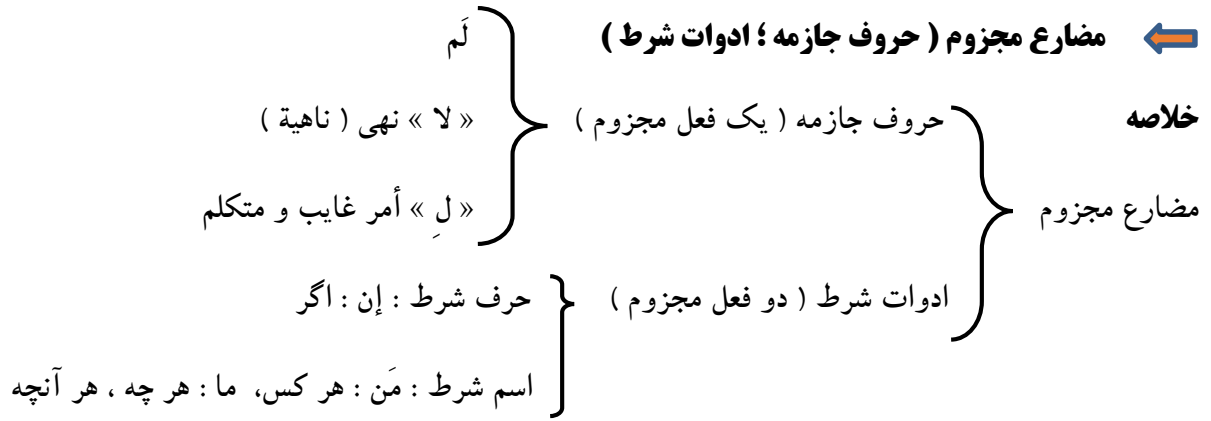 مضارع مجزوم ( حروف جازمه ؛ ادوات شرط )
خلاصه
مضارع مجزوم
حروف جازمه ( یک فعل مجزوم )
لَم
« لا » نهی ( ناهیة )
« لِ » أمر غایب و متکلم
ادوات شرط ( دو فعل مجزوم )
حرف شرط : إن : اگر
اسم شرط : مَن : هر کس، ما : هر چه ، هر آنچه